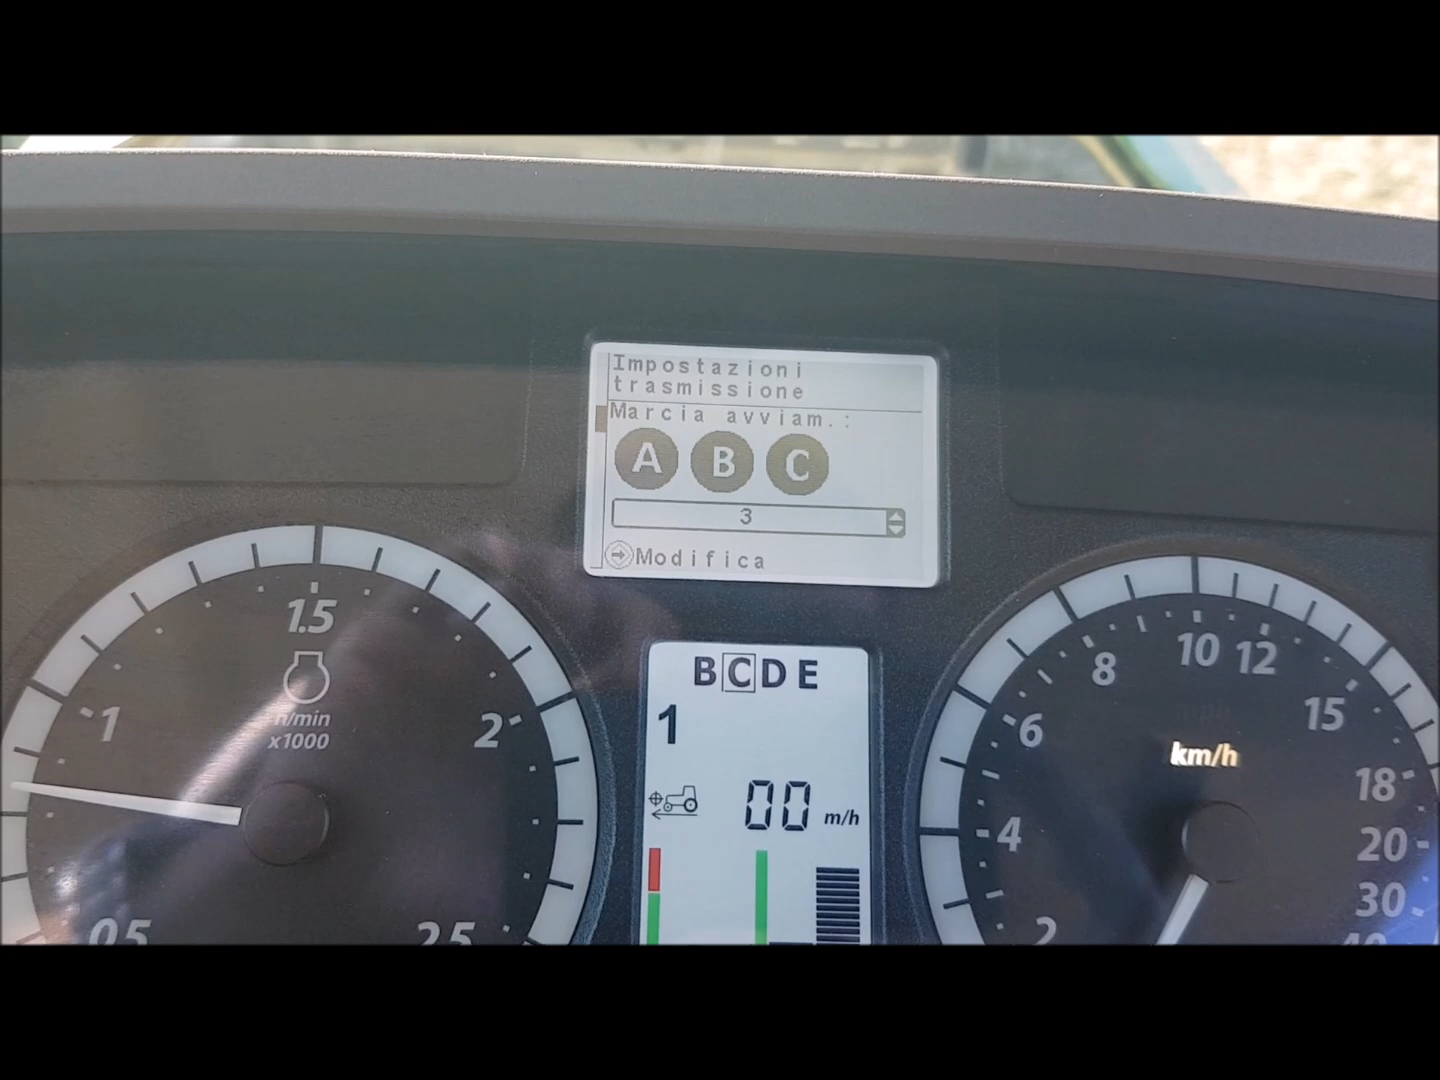 Impostazioni
trasmissione
Marcia avviam.:
A B C
3
Modifica
1.5
1
2
n/min
x1000
05
2.5
B C D E
1
00 m/h
10
12
8
15
6
km/h
18
4
20
30
2
40